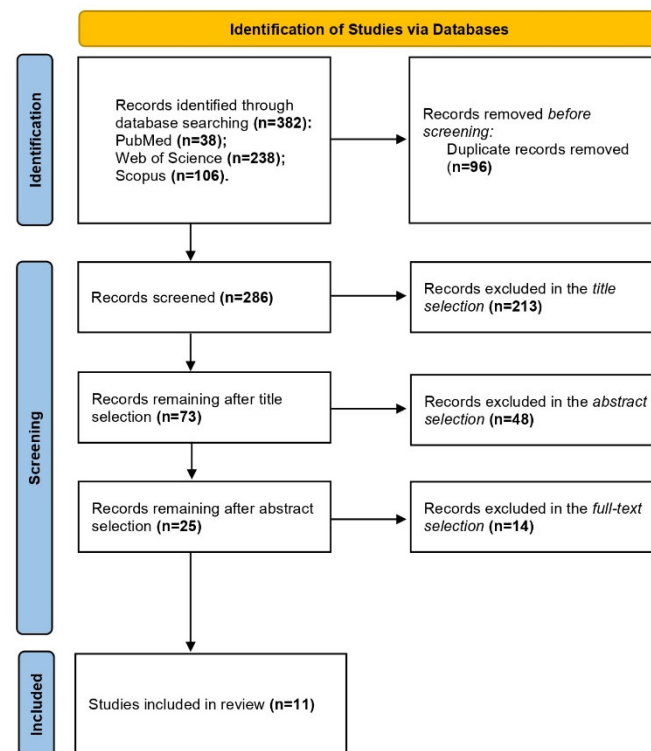 Identification of Studies via Databases
Identification
Records identified through
database searching (n=382):
PubMed (n=38);
Web of Science (n=238);
Scopus (n=106).
Records removed before
screening:
Duplicate records removed
(n=96)
Screening
Records screened (n=286)
Records excluded in the title
selection (n=213)
Records remaining after title
selection (n=73)
Records excluded in the abstract
selection (n=48)
Records remaining after abstract
selection (n=25)
Records excluded in the full-text
selection (n=14)
Included
Studies included in review (n=11)